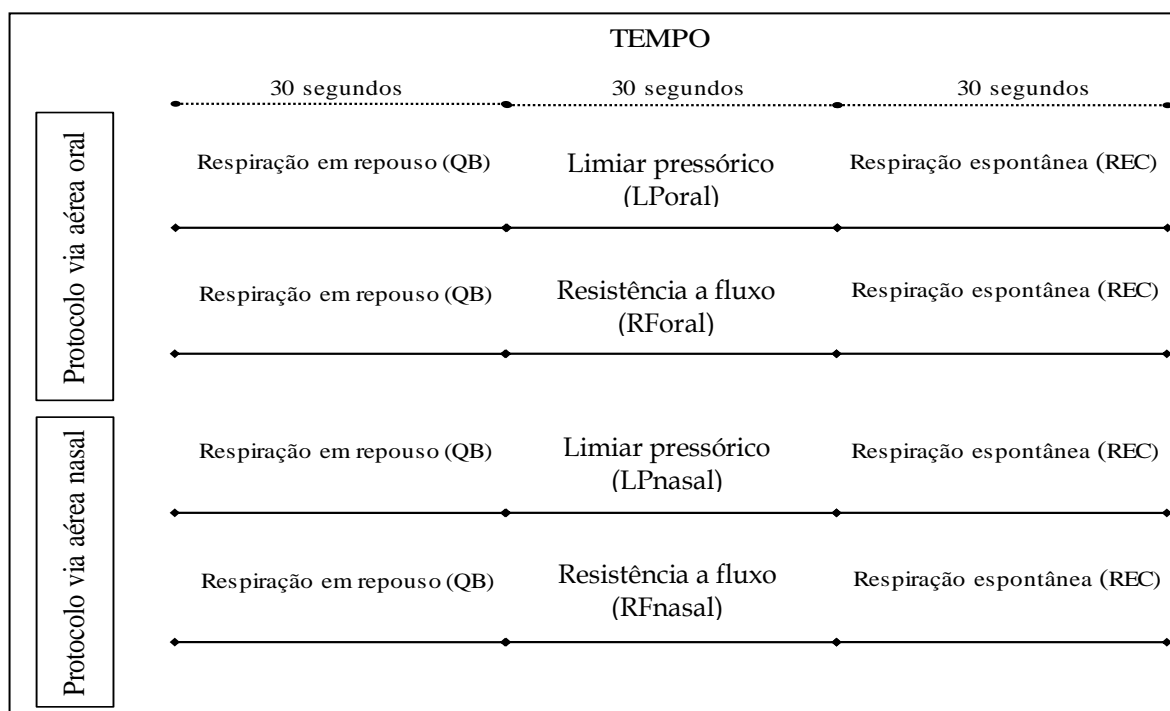 TEMPO
30 segundos
30 segundos
30 segundos
Protocolo via aérea oral
Respiração em repouso (QB)
Limiar pressórico
(LPoral)
Respiração espontânea (REC)
Respiração em repouso (QB)
Resistência a fluxo
(RForal)
Respiração espontânea (REC)
Protocolo via aérea nasal
Respiração em repouso (QB)
Limiar pressórico
(LPnasal)
Respiração espontânea (REC)
Respiração em repouso (QB)
Resistência a fluxo
(RFnasal)
Respiração espontânea (REC)